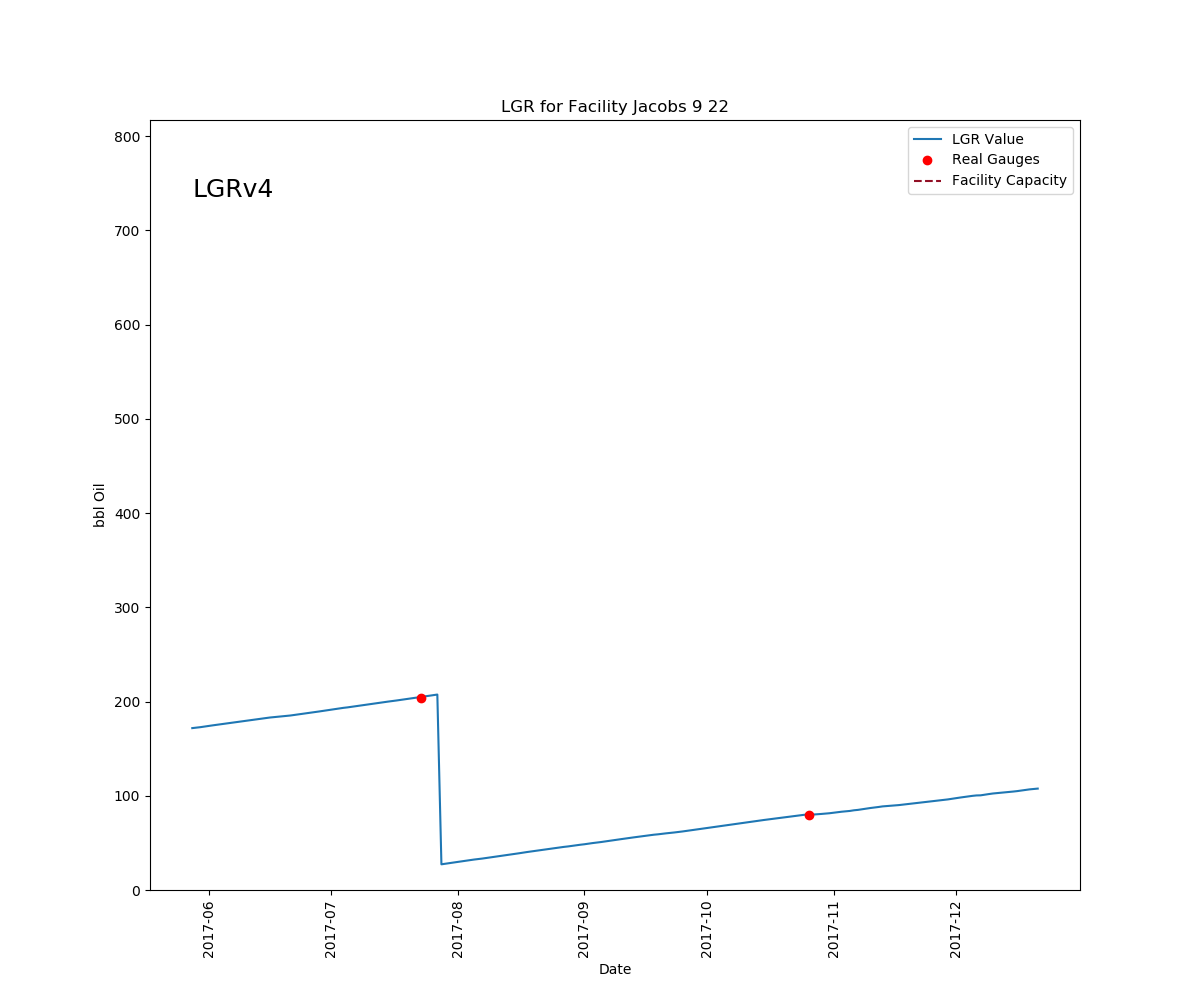 LGR for Facility Jacobs 9 22
LGRv4
LGR Value
Real Gauges
Facility Capacity
800
700
600
500
400
300
200
100
0
bbl Oil
2017-06
2017-07
2017-08
2017-09
2017-10
2017-11
2017-12
Date